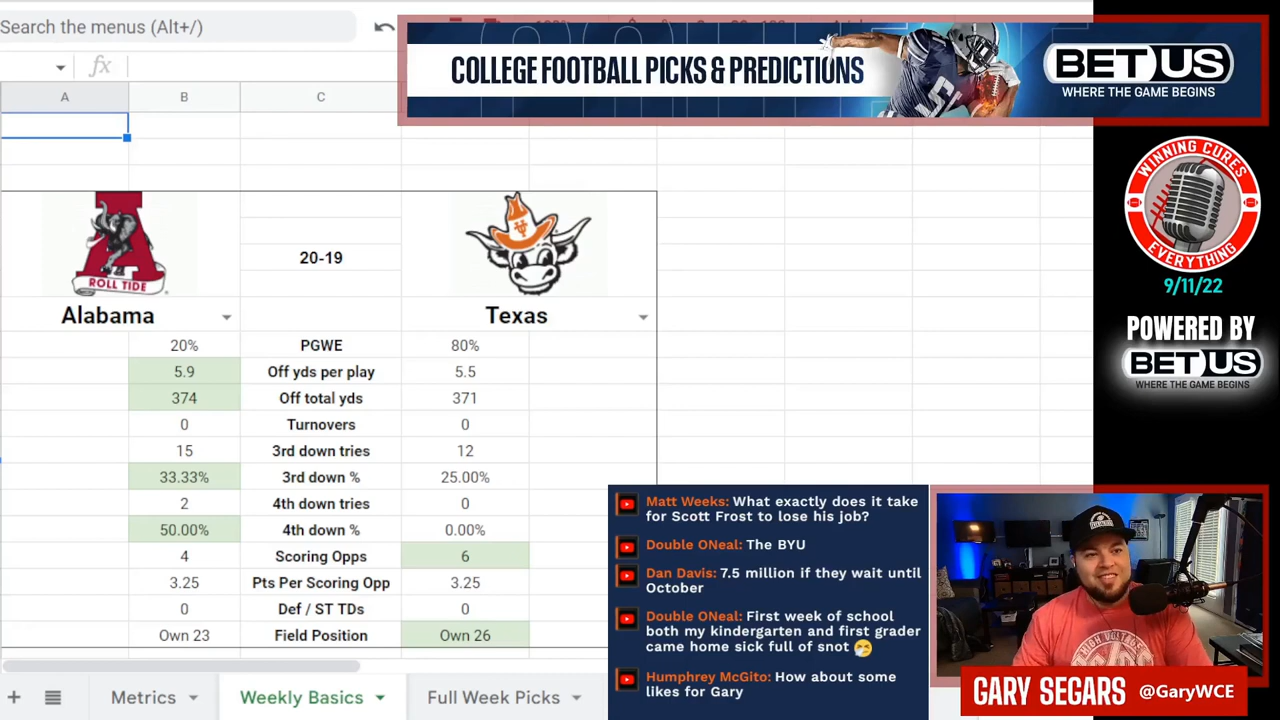 Search the menus (Alt+/)
fx
COLLEGE FOOTBALL PICKS & PREDICTIONS
BETUS
WHERE THE GAME BEGINS
A B C
ROLL TIDE
20-19
Alabama Texas
20% PGWE 80%
5.9 Off yds per play 5.5
374 Off total yds 371
0 Turnovers 0
15 3rd down tries 12
33.33% 3rd down % 25.00%
2 4th down tries 0
50.00% 4th down % 0.00%
4 Scoring Opps 6
3.25 Pts Per Scoring Opp 3.25
0 Def / ST TDs 0
Own 23 Field Position Own 26
Metrics Weekly Basics Full Week Picks
WINNING CURES
EVERYTHING
9/11/22
POWERED BY
BETUS
WHERE THE GAME BEGINS
Matt Weeks: What exactly does it take
for Scott Frost to lose his job?
Double ONeal: The BYU
Dan Davis: 7.5 million if they wait until
October
Double ONeal: First week of school
both my kindergarten and first grader
came home sick full of snot 🤧
Humphrey McGito: How about some
likes for Gary
GARY SEGARS @GaryWCE